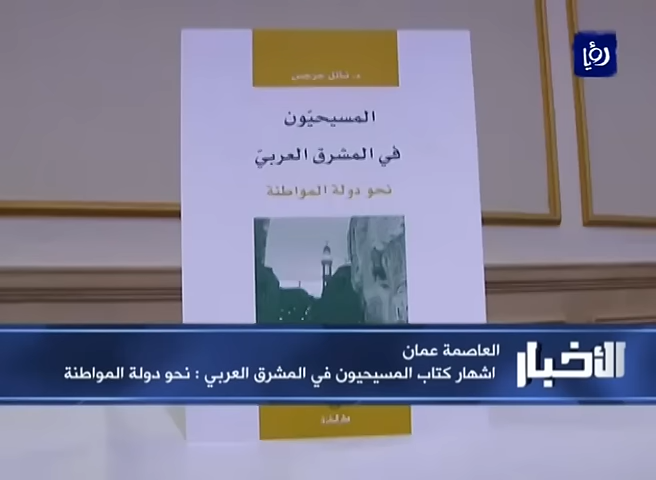 رؤيا
د. نائل جرجس
المسيحيّون
في المشرق العربيّ
نحو دولة المواطنة
الأخبار
العاصمة عمان
اشهار كتاب المسيحيون في المشرق العربي : نحو دولة المواطنة